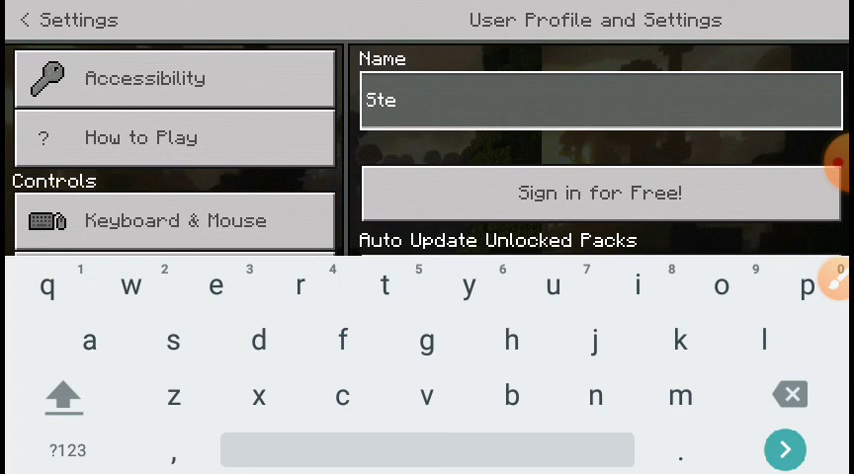 < Settings
User Profile and Settings
Accessibility
? How to Play
Controls
Keyboard & Mouse
Name
Ste
Sign in for Free!
Auto Update Unlocked Packs
1 2 3 4 5 6 7 8 9 0
q w e r t y u i o p
a s d f g h j k l
z x c v b n m
?123 , .